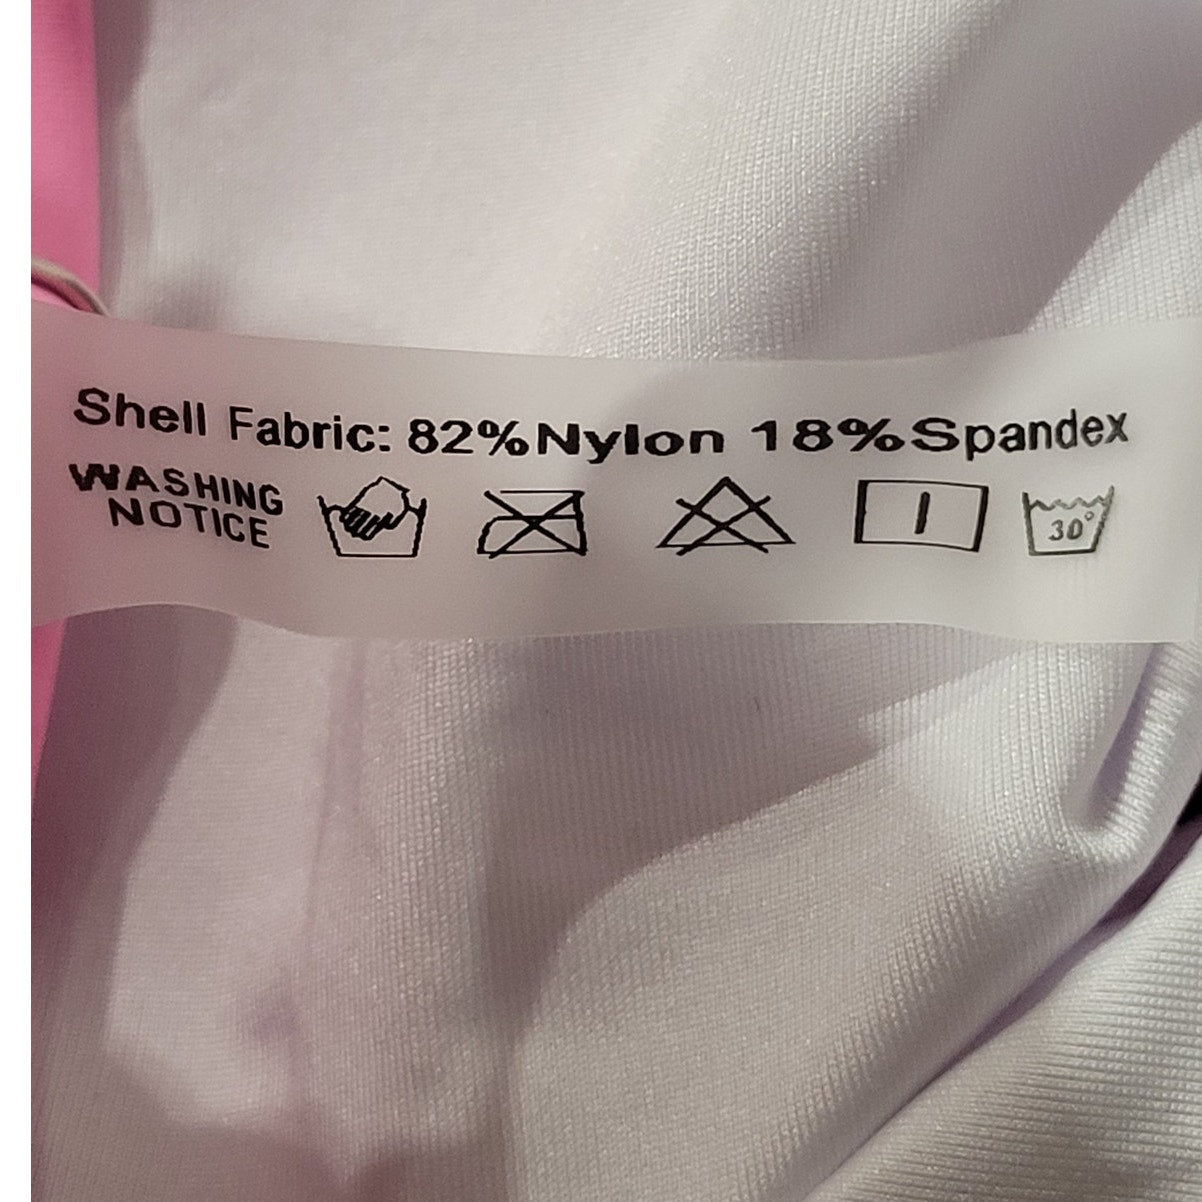 Shell Fabric: 82%Nylon 18%Spandex
WASHING
NOTICE
30°